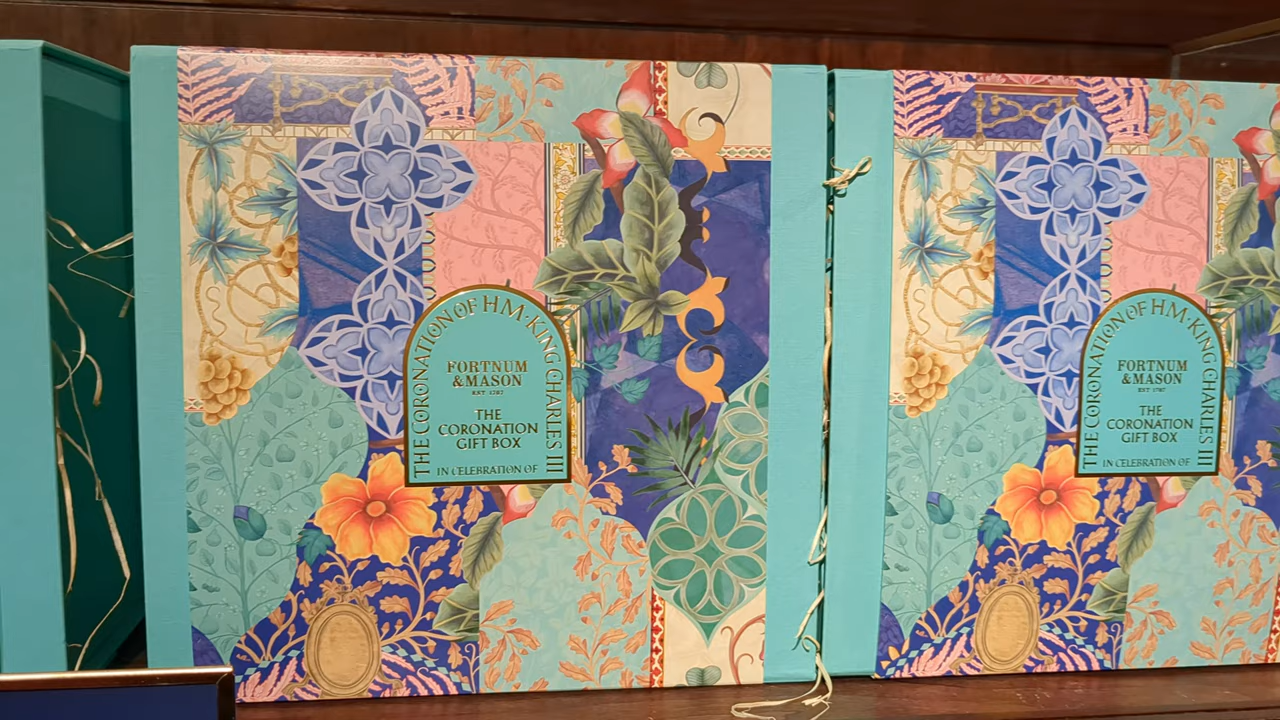 THE CORONATION OF HM·KING CHARLES III
FORTNUM
& MASON
EST 1707
THE
CORONATION
GIFT BOX
IN CELEBRATION OF
THE CORONATION OF HM·KING CHARLES III
FORTNUM
& MASON
EST 1707
THE
CORONATION
GIFT BOX
IN CELEBRATION OF